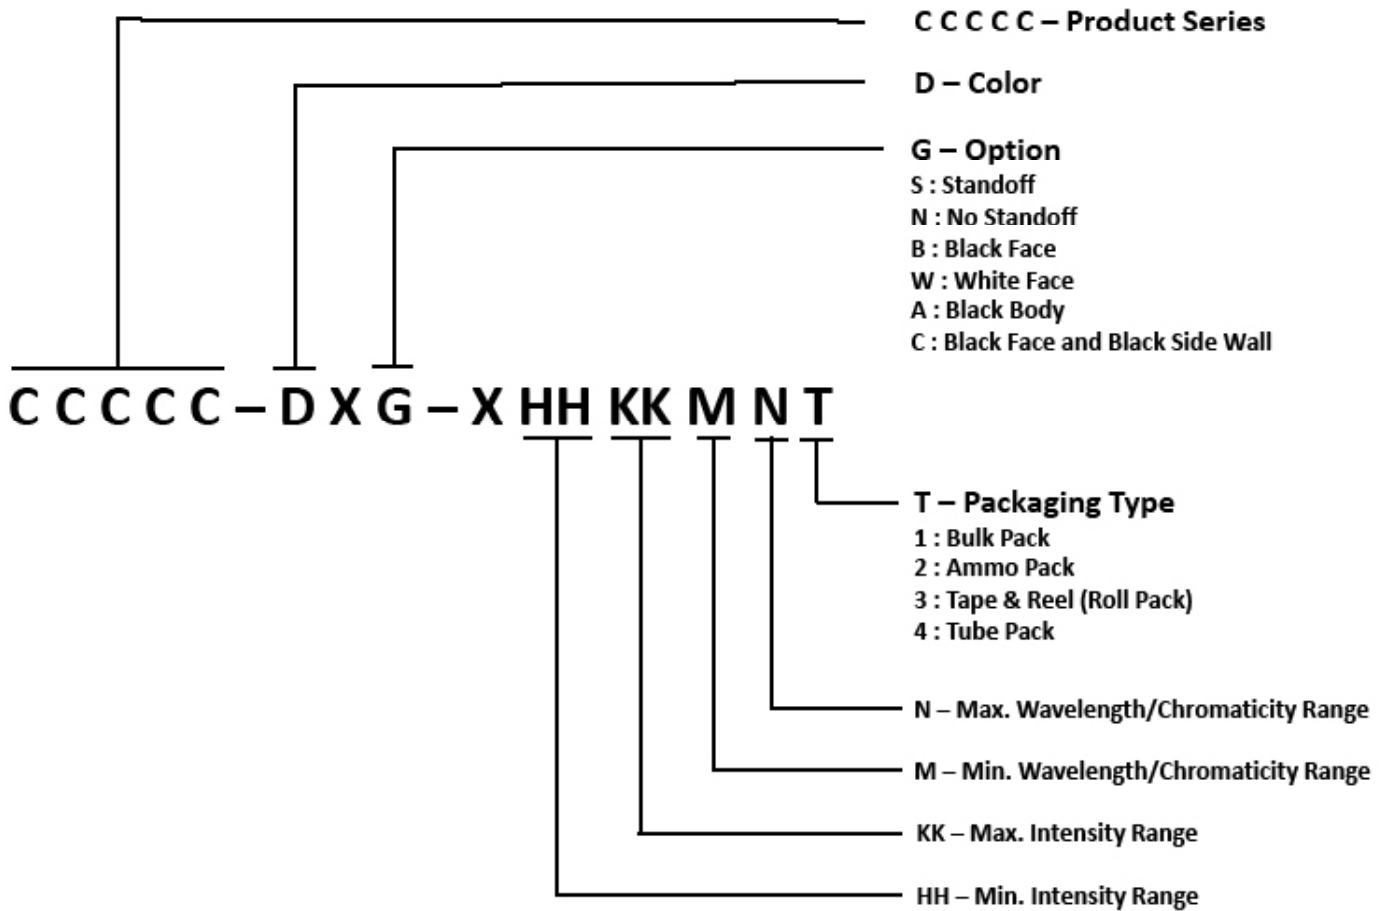 C C C C C – Product Series
D – Color
G – Option
S : Standoff
N : No Standoff
B : Black Face
W : White Face
A : Black Body
C : Black Face and Black Side Wall
C C C C C – D X G – X HH KK M N T
T – Packaging Type
1 : Bulk Pack
2 : Ammo Pack
3 : Tape & Reel (Roll Pack)
4 : Tube Pack
N – Max. Wavelength/Chromaticity Range
M – Min. Wavelength/Chromaticity Range
KK – Max. Intensity Range
HH – Min. Intensity Range